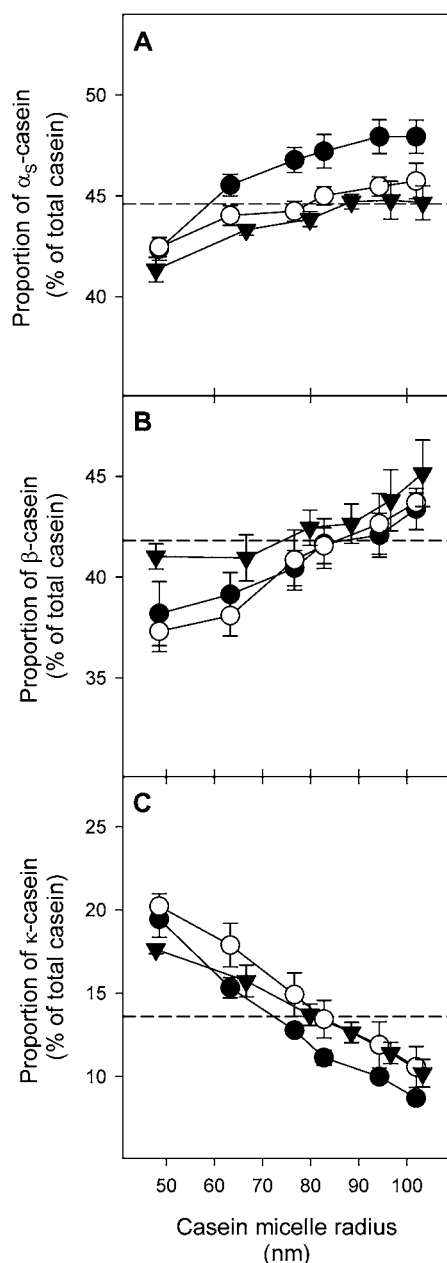 A
Proportion of αS-casein
(% of total casein)
50
45
40
B
Proportion of β-casein
(% of total casein)
45
40
35
C
Proportion of κ-casein
(% of total casein)
25
20
15
10
50 60 70 80 90 100
Casein micelle radius
(nm)